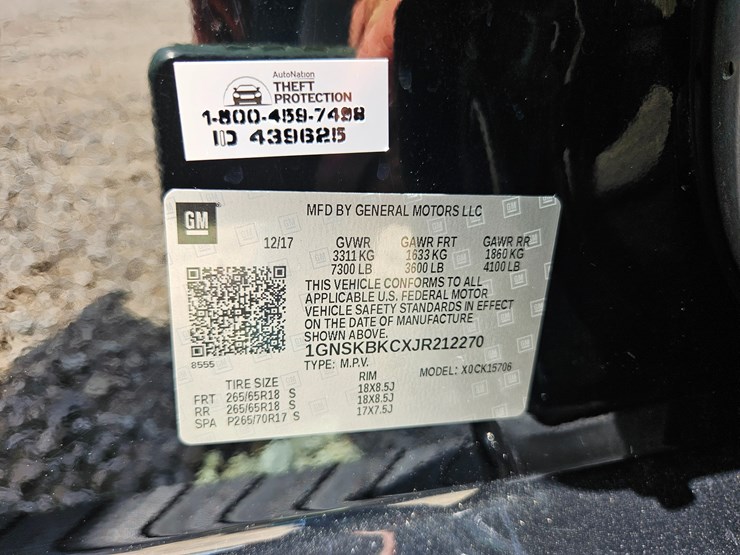 AutoNation
THEFT
PROTECTION
1-800-459-7498
ID 439625
GM
MFD BY GENERAL MOTORS LLC
12/17 GVWR GAWR FRT GAWR RR
3311 KG 1633 KG 1860 KG
7300 LB 3600 LB 4100 LB
THIS VEHICLE CONFORMS TO ALL
APPLICABLE U.S. FEDERAL MOTOR
VEHICLE SAFETY STANDARDS IN EFFECT
ON THE DATE OF MANUFACTURE
SHOWN ABOVE.
1GNSKBKCXJR212270
8555
TYPE: M.P.V. MODEL: X0CK15706
TIRE SIZE RIM
FRT 265/65R18 S 18X8.5J
RR 265/65R18 S 18X8.5J
SPA P265/70R17 S 17X7.5J